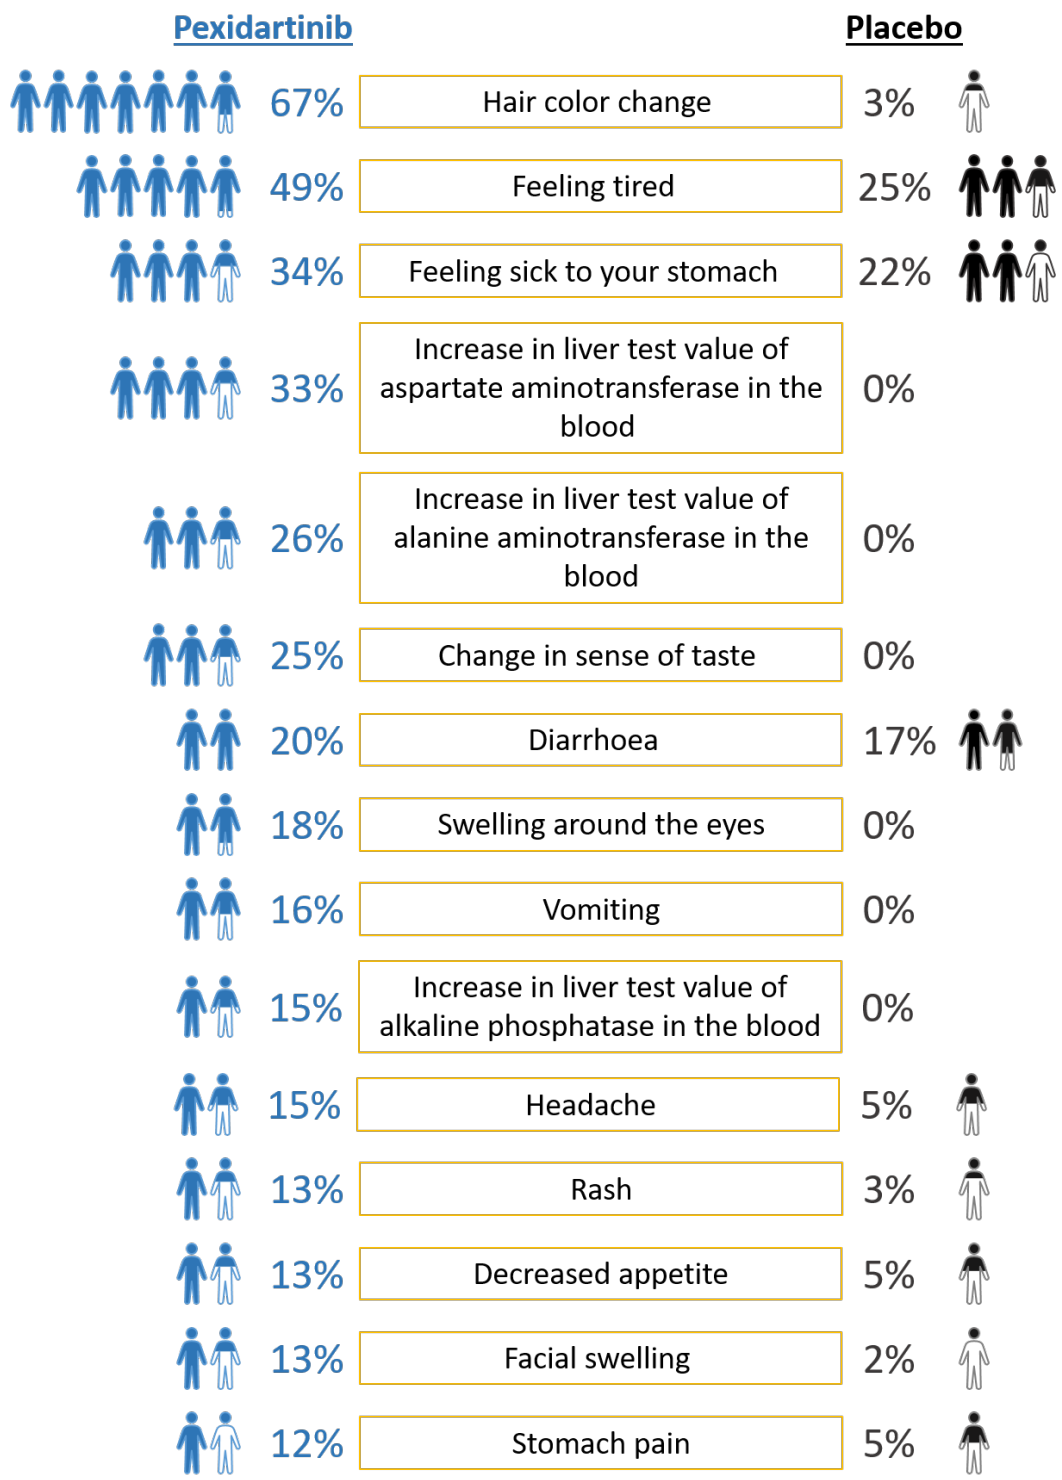 Pexidartinib Placebo
67% Hair color change 3%
49% Feeling tired 25%
34% Feeling sick to your stomach 22%
Increase in liver test value of
33% aspartate aminotransferase in the 0%
blood
Increase in liver test value of
26% alanine aminotransferase in the 0%
blood
25% Change in sense of taste 0%
20% Diarrhoea 17%
18% Swelling around the eyes 0%
16% Vomiting 0%
15% Increase in liver test value of 0%
alkaline phosphatase in the blood
15% Headache 5%
13% Rash 3%
13% Decreased appetite 5%
13% Facial swelling 2%
12% Stomach pain 5%